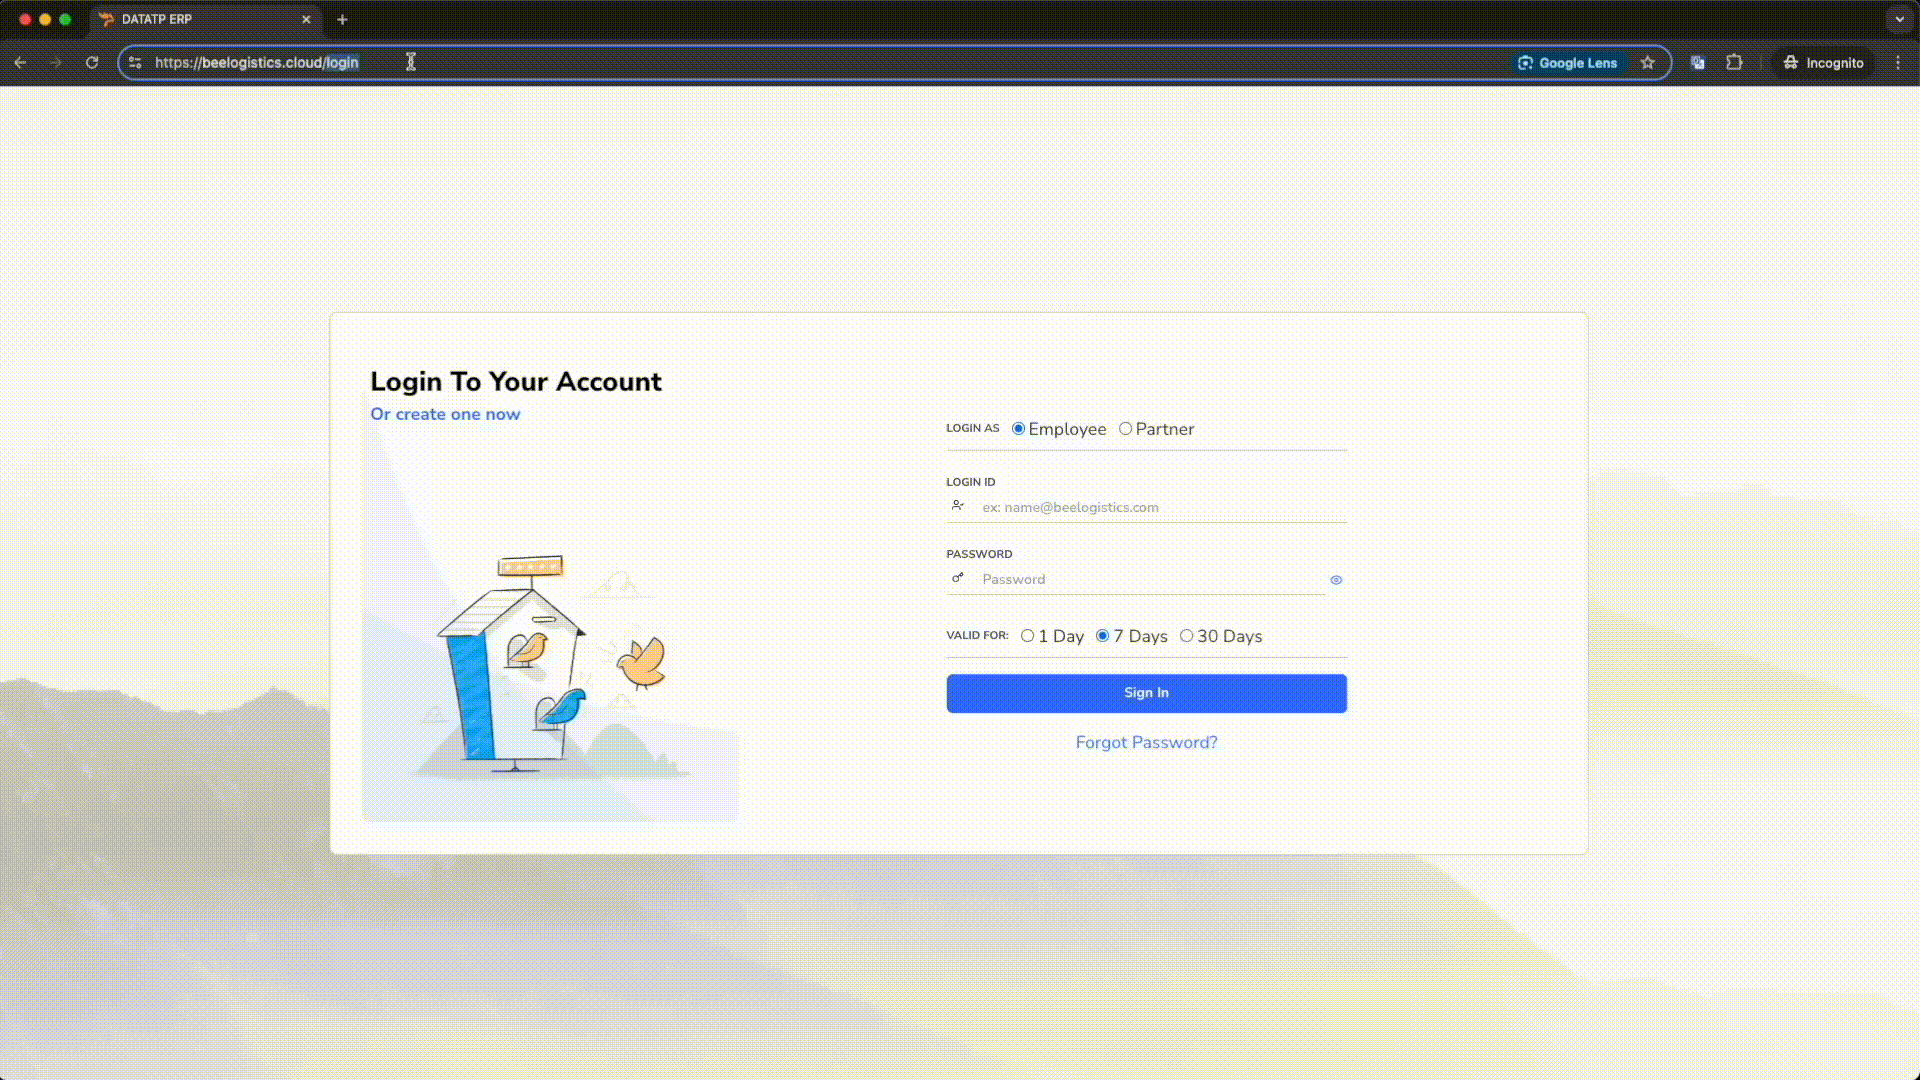 DATATP ERP
https://beelogistics.cloud/login
Google Lens
Incognito
Login To Your Account
Or create one now
LOGIN AS Employee Partner
LOGIN ID
ex: name@beelogistics.com
PASSWORD
Password
VALID FOR: 1 Day 7 Days 30 Days
Sign In
Forgot Password?